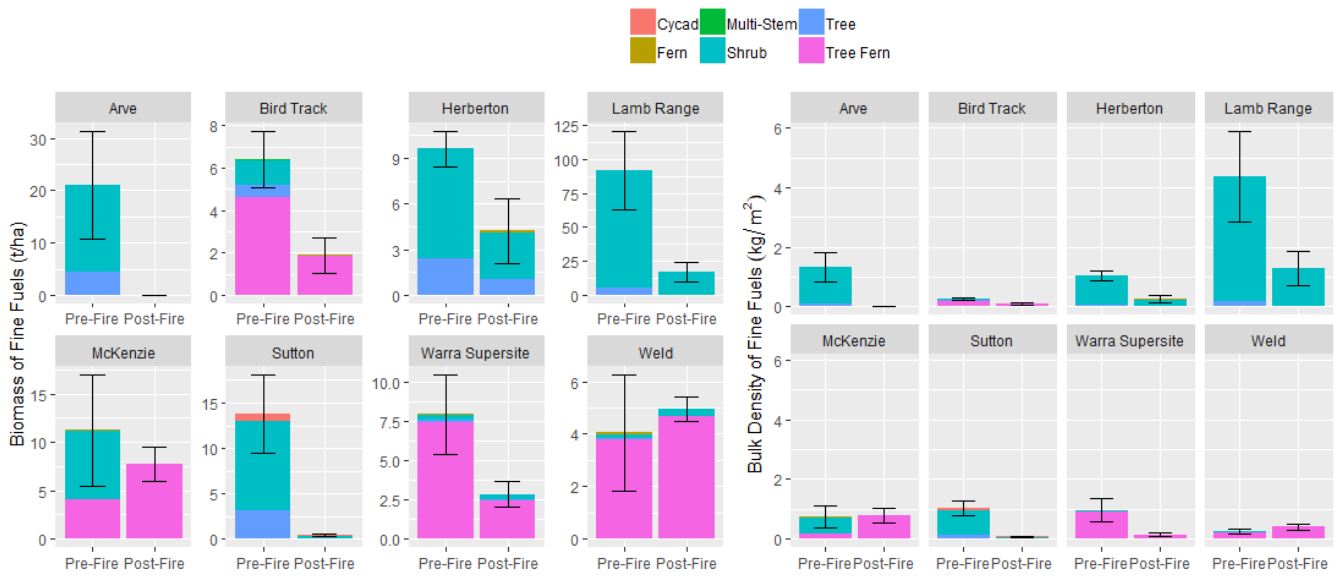 Cycad Multi-Stem Tree
Fern Shrub Tree Fern
Biomass of Fine Fuels (t/ha)
Arve Bird Track Herberton Lamb Range
30 8 9 125
20 6 6 100
10 4 3 75
0 2 0 50
0 25
0
Pre-Fire Post-Fire Pre-Fire Post-Fire Pre-Fire Post-Fire Pre-Fire Post-Fire
McKenzie Sutton Warra Supersite Weld
15 15 10.0 6
10 10 7.5 4
5 5 5.0 2
0 0 2.5 0
0.0
Pre-Fire Post-Fire Pre-Fire Post-Fire Pre-Fire Post-Fire Pre-Fire Post-Fire
Bulk Density of Fine Fuels (kg/m²)
Arve Bird Track Herberton Lamb Range
6
4
2
0
McKenzie Sutton Warra Supersite Weld
6
4
2
0
Pre-Fire Post-Fire Pre-Fire Post-Fire Pre-Fire Post-Fire Pre-Fire Post-Fire